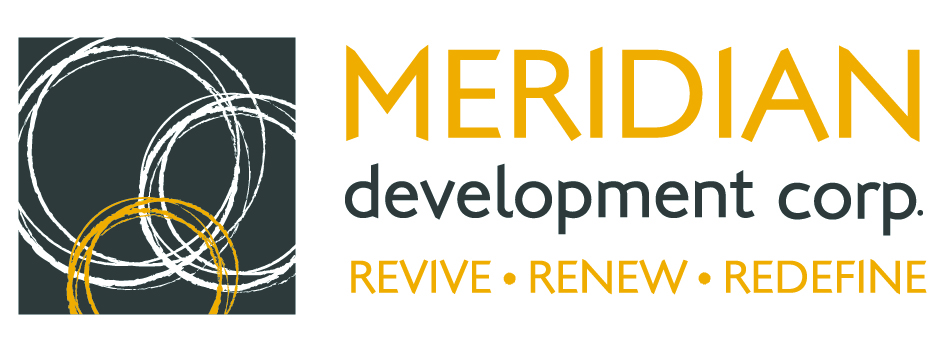 MERIDIAN
development corp.
REVIVE • RENEW • REDEFINE